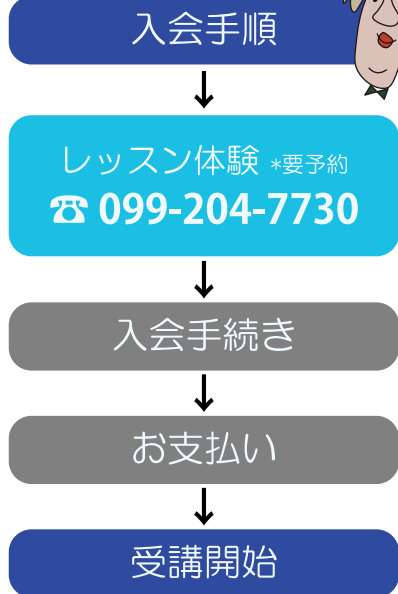 入会手順
↓
レッスン体験 *要予約
☎ 099-204-7730
↓
入会手続き
↓
お支払い
↓
受講開始